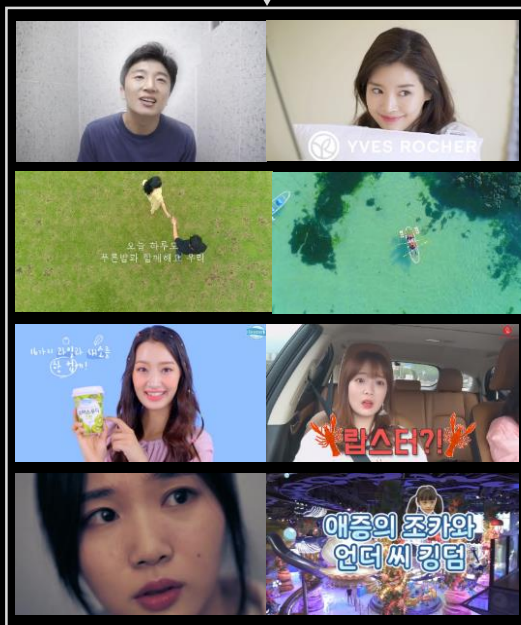 YVES ROCHER
오늘 하루도
푸른밤과 함께해요 우리
랍스터?!
애증의 조카와
언더 씨 킹덤